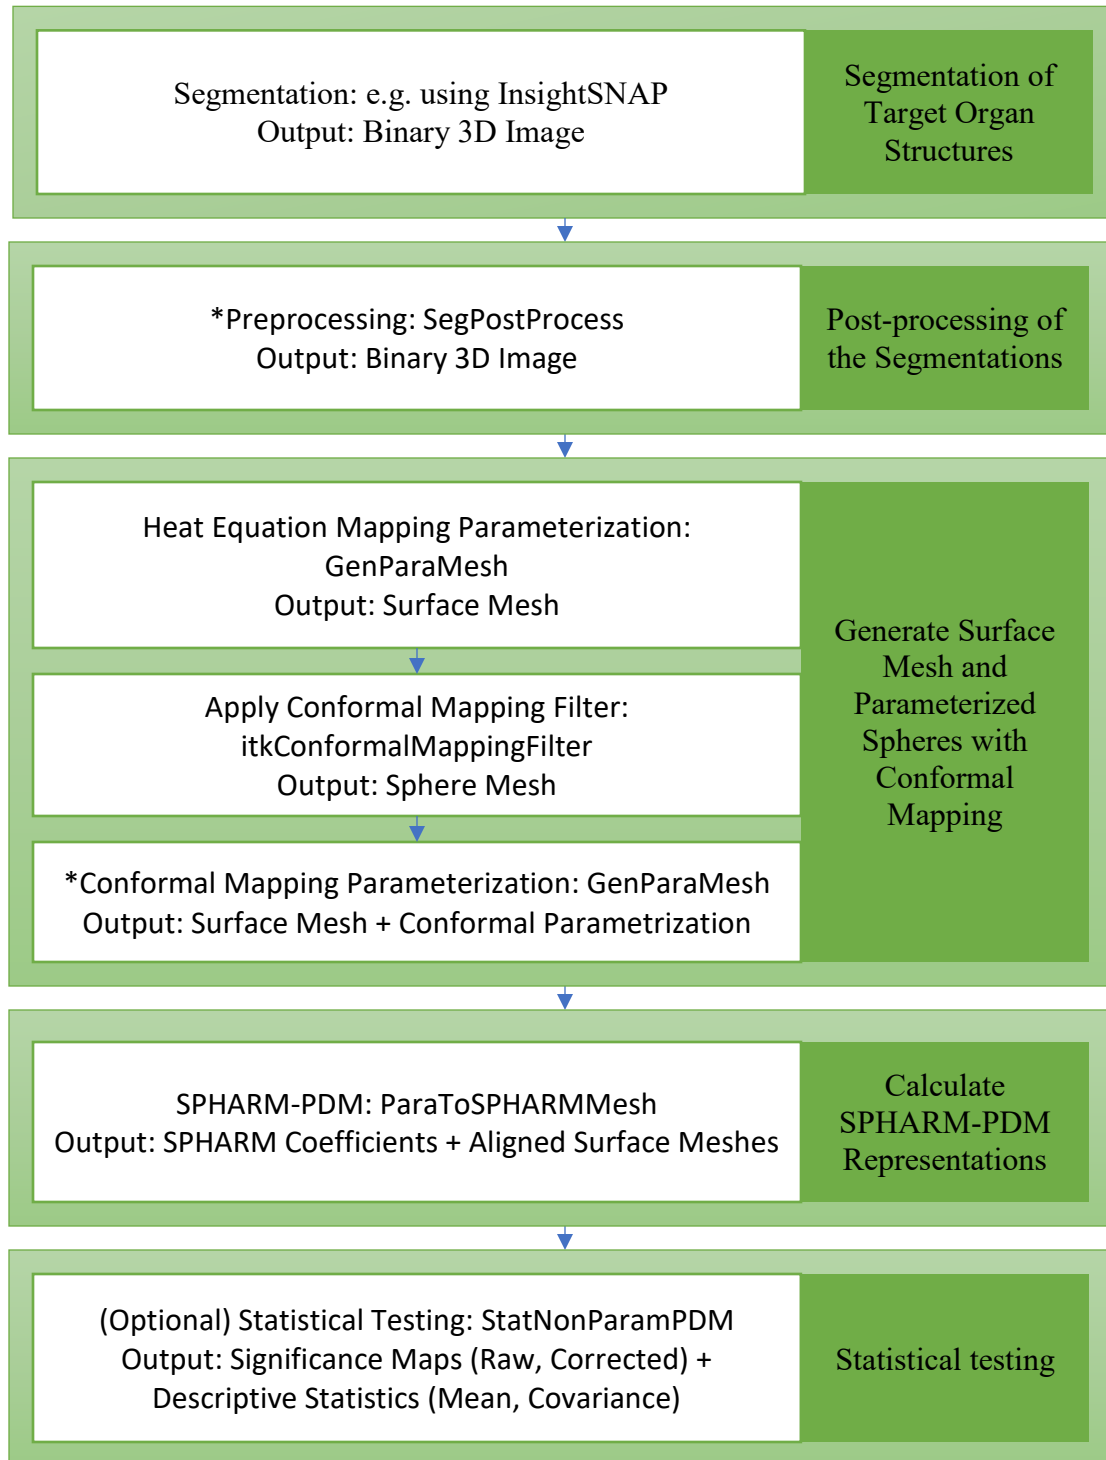 Segmentation: e.g. using InsightSNAP
Output: Binary 3D Image
Segmentation of
Target Organ
Structures
*Preprocessing: SegPostProcess
Output: Binary 3D Image
Post-processing of
the Segmentations
Heat Equation Mapping Parameterization:
GenParaMesh
Output: Surface Mesh
Apply Conformal Mapping Filter:
itkConformalMappingFilter
Output: Sphere Mesh
*Conformal Mapping Parameterization: GenParaMesh
Output: Surface Mesh + Conformal Parametrization
Generate Surface
Mesh and
Parameterized
Spheres with
Conformal
Mapping
SPHARM-PDM: ParaToSPHARMMesh
Output: SPHARM Coefficients + Aligned Surface Meshes
Calculate
SPHARM-PDM
Representations
(Optional) Statistical Testing: StatNonParamPDM
Output: Significance Maps (Raw, Corrected) +
Descriptive Statistics (Mean, Covariance)
Statistical testing